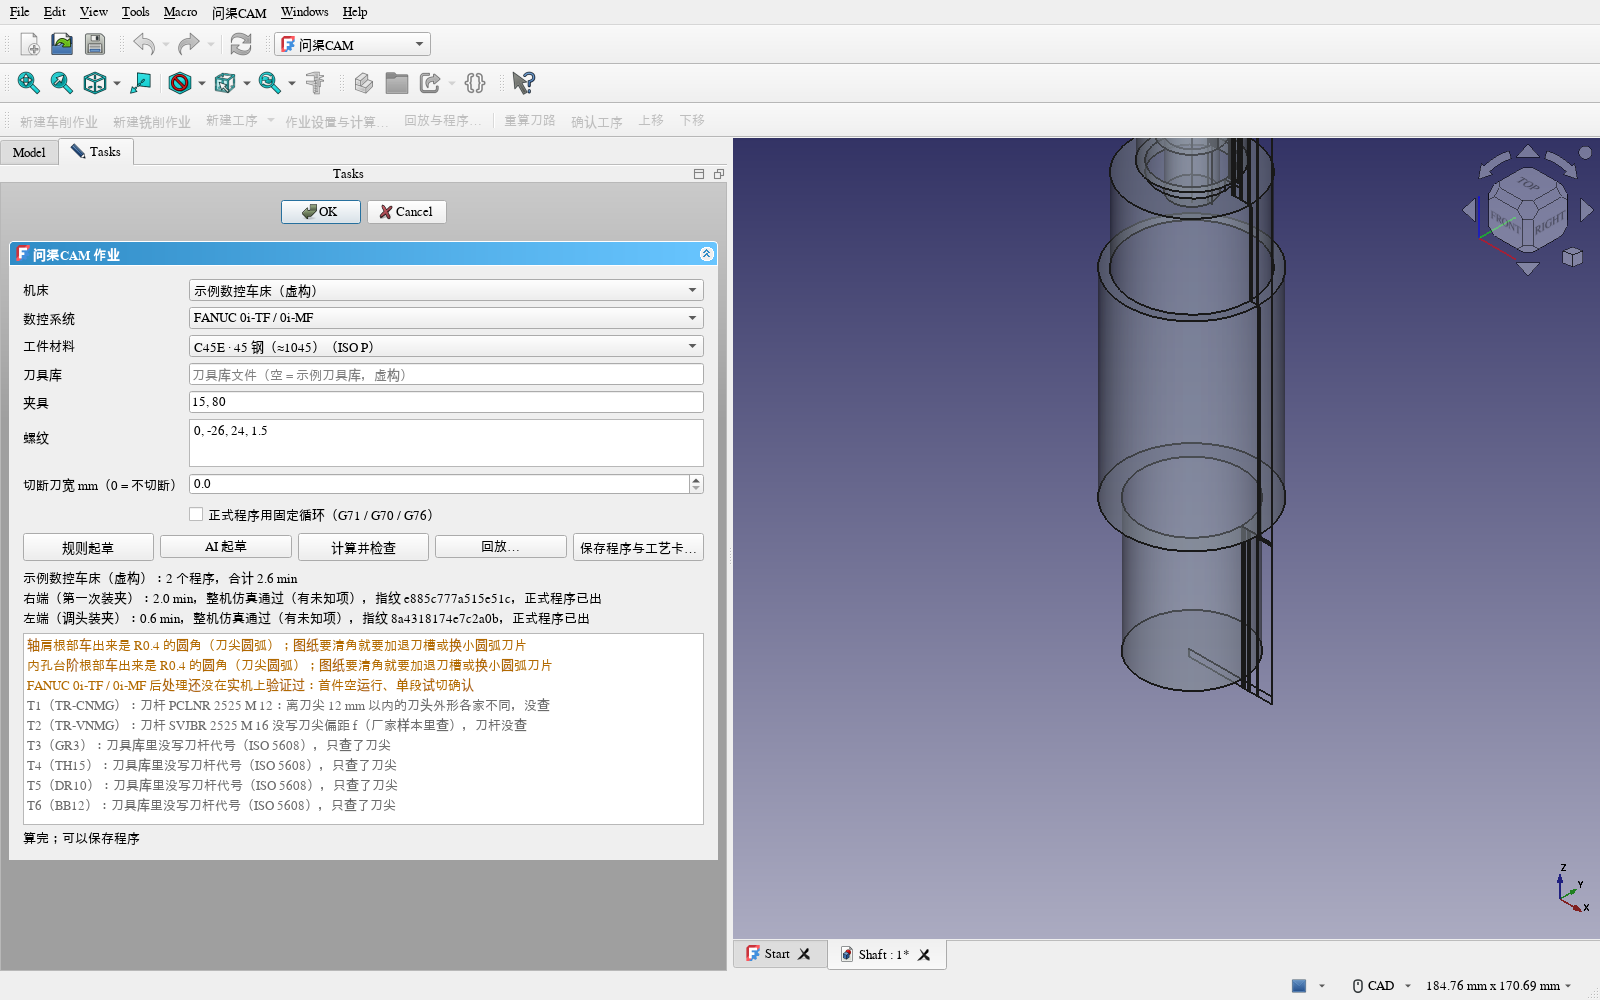 File Edit View Tools Macro 问渠CAM Windows Help
问渠CAM
新建车削作业 新建铣削作业 新建工序 作业设置与计算… 回放与程序… 重算刀路 确认工序 上移 下移
Model Tasks
Tasks
OK Cancel
问渠CAM 作业
机床 示例数控车床（虚构）
数控系统 FANUC 0i-TF / 0i-MF
工件材料 C45E · 45 钢（≈1045）（ISO P）
刀具库 刀具库文件（空 = 示例刀具库，虚构）
夹具 15, 80
螺纹 0, -26, 24, 1.5
切断刀宽 mm（0 = 不切断） 0.0
正式程序用固定循环（G71 / G70 / G76）
规则起草 AI 起草 计算并检查 回放… 保存程序与工艺卡…
示例数控车床（虚构）：2 个程序，合计 2.6 min
右端（第一次装夹）：2.0 min，整机仿真通过（有未知项），指纹 e885c777a515e51c，正式程序已出
左端（调头装夹）：0.6 min，整机仿真通过（有未知项），指纹 8a4318174e7c2a0b，正式程序已出
轴肩根部车出来是 R0.4 的圆角（刀尖圆弧）；图纸要清角就要加退刀槽或换小圆弧刀片
内孔台阶根部车出来是 R0.4 的圆角（刀尖圆弧）；图纸要清角就要加退刀槽或换小圆弧刀片
FANUC 0i-TF / 0i-MF 后处理还没在实机上验证过：首件空运行、单段试切确认
T1（TR-CNMG）：刀杆 PCLNR 2525 M 12：离刀尖 12 mm 以内的刀头外形各家不同，没查
T2（TR-VNMG）：刀杆 SVJBR 2525 M 16 没写刀尖偏距 f（厂家样本里查），刀杆没查
T3（GR3）：刀具库里没写刀杆代号（ISO 5608），只查了刀尖
T4（TH15）：刀具库里没写刀杆代号（ISO 5608），只查了刀尖
T5（DR10）：刀具库里没写刀杆代号（ISO 5608），只查了刀尖
T6（BB12）：刀具库里没写刀杆代号（ISO 5608），只查了刀尖
算完；可以保存程序
TOP
FRONT RIGHT
Z
Y
X
Start Shaft : 1*
CAD 184.76 mm x 170.69 mm